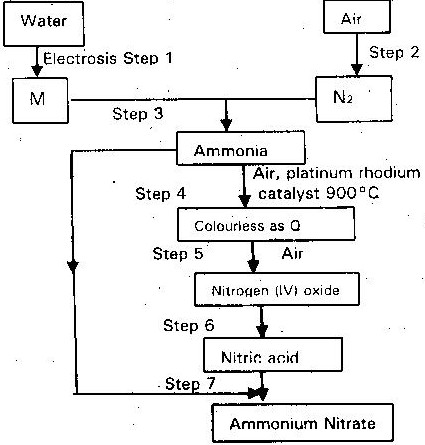 Water
Air
Electrosis Step 1
Step 2
M
N₂
Step 3
Ammonia
Air, platinum rhodium
catalyst 900°C
Step 4
Colourless as Q
Step 5
Air
Nitrogen (IV) oxide
Step 6
Nitric acid
Step 7
Ammonium Nitrate